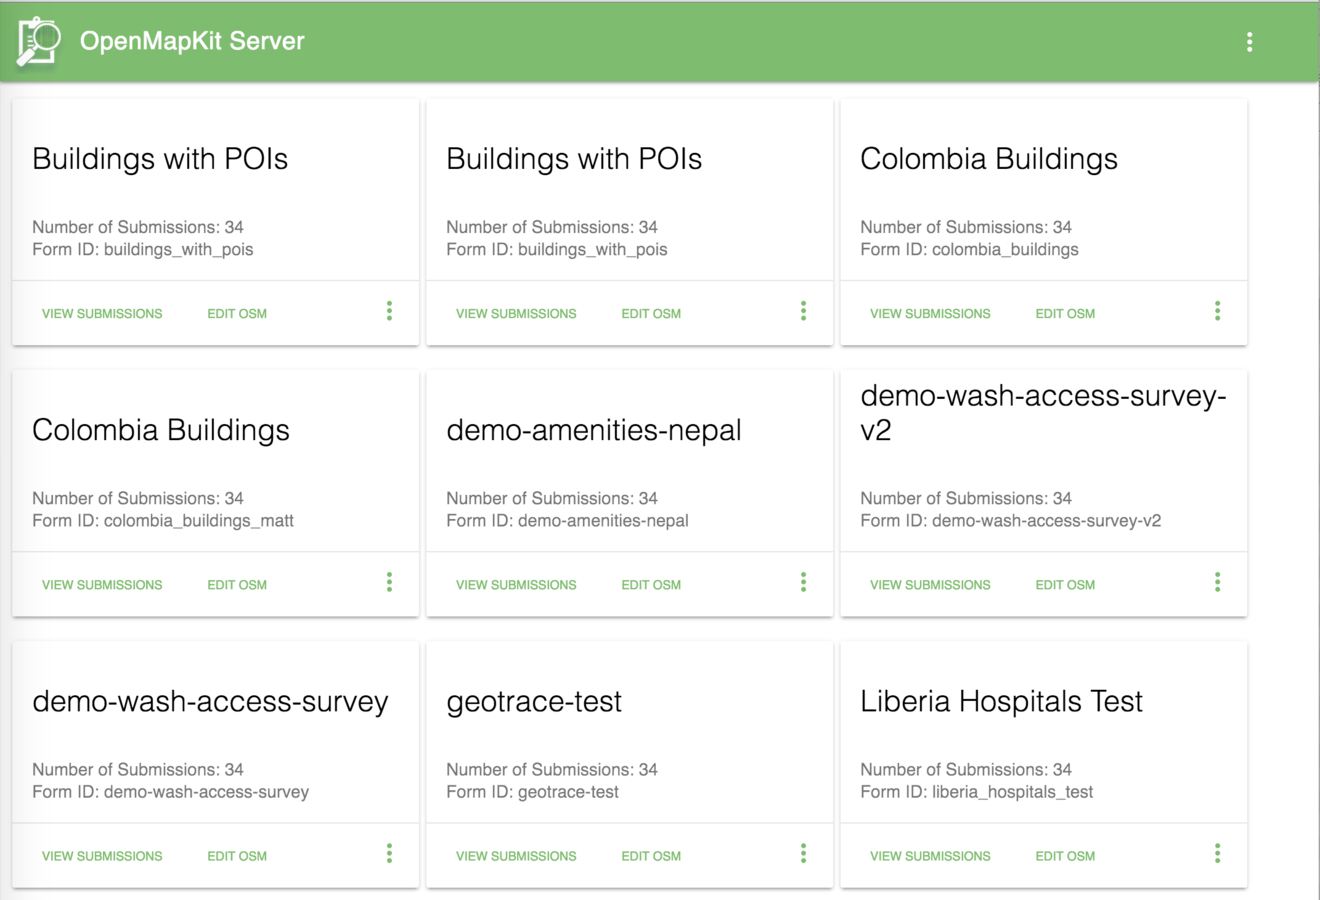 OpenMapKit Server
Buildings with POIs
Number of Submissions: 34
Form ID: buildings_with_pois
VIEW SUBMISSIONS EDIT OSM
Buildings with POIs
Number of Submissions: 34
Form ID: buildings_with_pois
VIEW SUBMISSIONS EDIT OSM
Colombia Buildings
Number of Submissions: 34
Form ID: colombia_buildings
VIEW SUBMISSIONS EDIT OSM
Colombia Buildings
Number of Submissions: 34
Form ID: colombia_buildings_matt
VIEW SUBMISSIONS EDIT OSM
demo-amenities-nepal
Number of Submissions: 34
Form ID: demo-amenities-nepal
VIEW SUBMISSIONS EDIT OSM
demo-wash-access-survey-
v2
Number of Submissions: 34
Form ID: demo-wash-access-survey-v2
VIEW SUBMISSIONS EDIT OSM
demo-wash-access-survey
Number of Submissions: 34
Form ID: demo-wash-access-survey
VIEW SUBMISSIONS EDIT OSM
geotrace-test
Number of Submissions: 34
Form ID: geotrace-test
VIEW SUBMISSIONS EDIT OSM
Liberia Hospitals Test
Number of Submissions: 34
Form ID: liberia_hospitals_test
VIEW SUBMISSIONS EDIT OSM